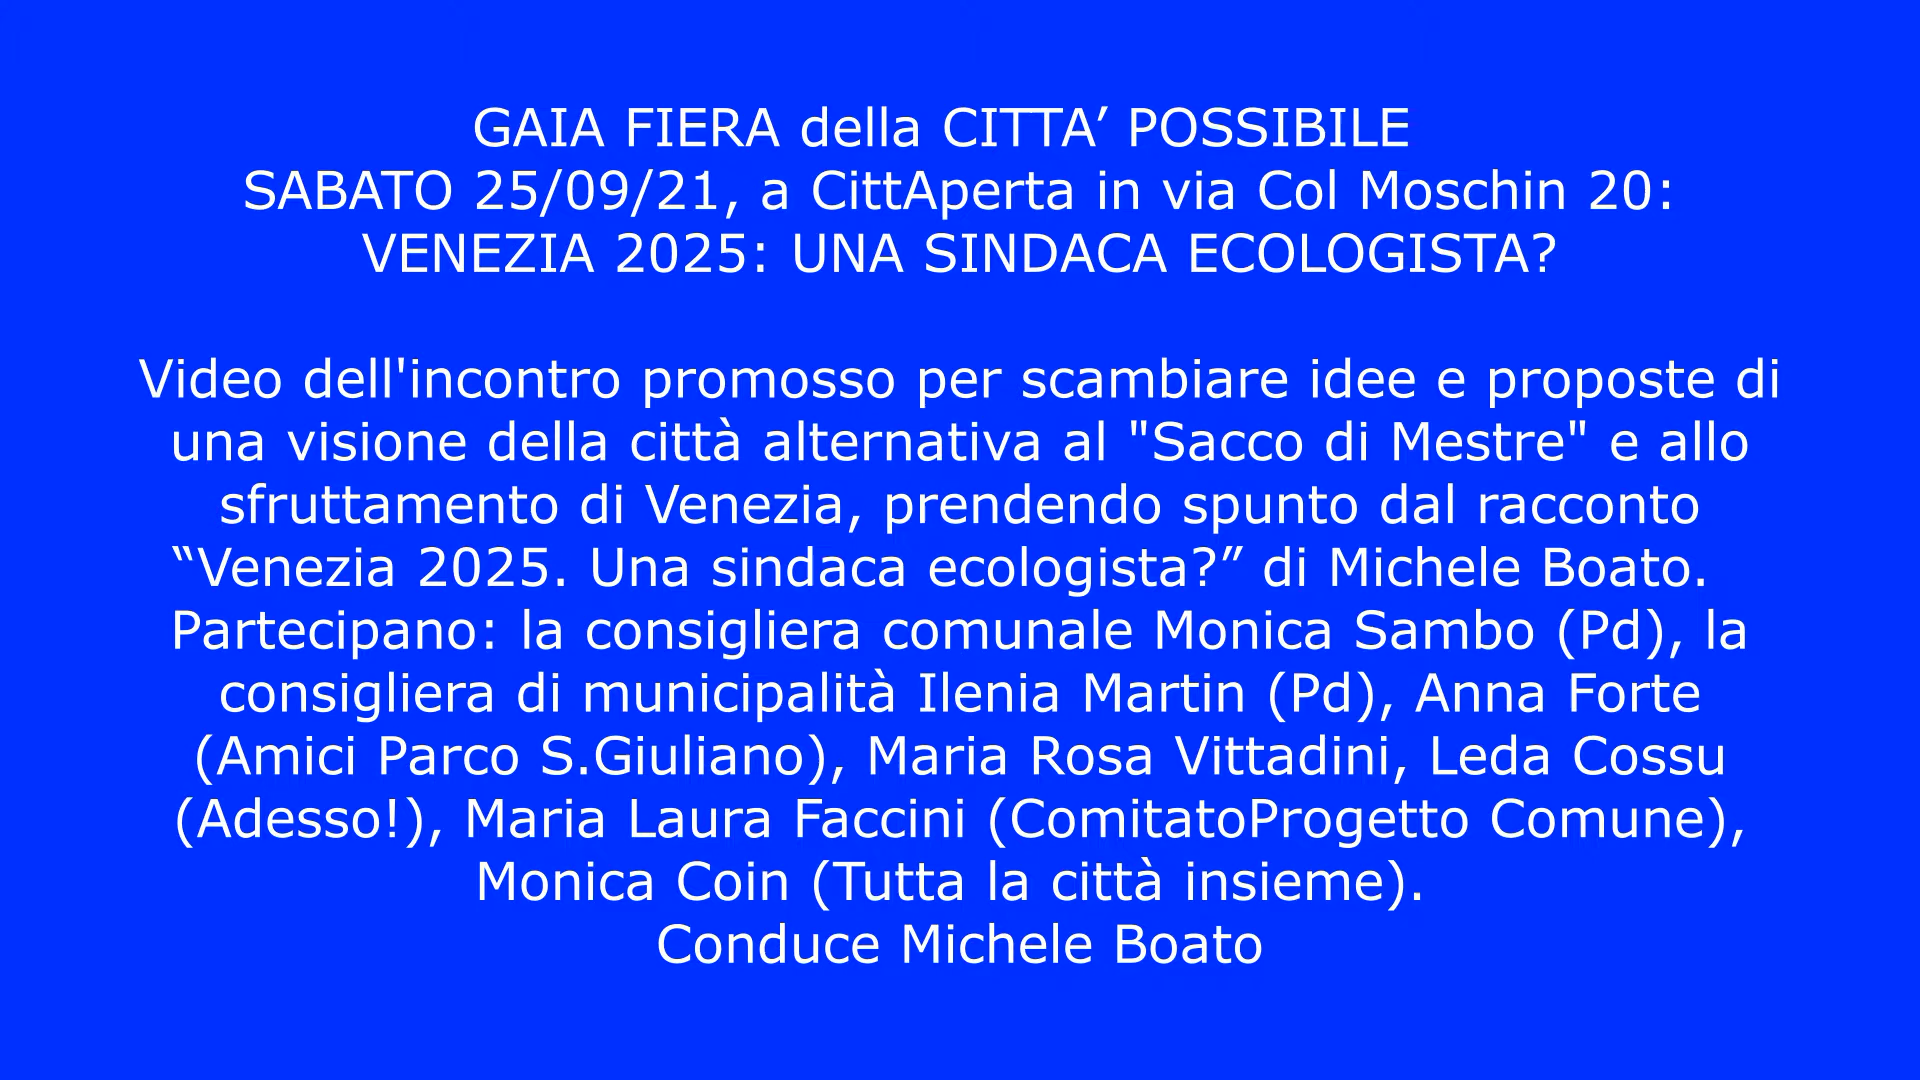 GAIA FIERA della CITTA’ POSSIBILE
SABATO 25/09/21, a CittAperta in via Col Moschin 20:
VENEZIA 2025: UNA SINDACA ECOLOGISTA?
Video dell'incontro promosso per scambiare idee e proposte di
una visione della città alternativa al "Sacco di Mestre" e allo
sfruttamento di Venezia, prendendo spunto dal racconto
“Venezia 2025. Una sindaca ecologista?” di Michele Boato.
Partecipano: la consigliera comunale Monica Sambo (Pd), la
consigliera di municipalità Ilenia Martin (Pd), Anna Forte
(Amici Parco S.Giuliano), Maria Rosa Vittadini, Leda Cossu
(Adesso!), Maria Laura Faccini (ComitatoProgetto Comune),
Monica Coin (Tutta la città insieme).
Conduce Michele Boato